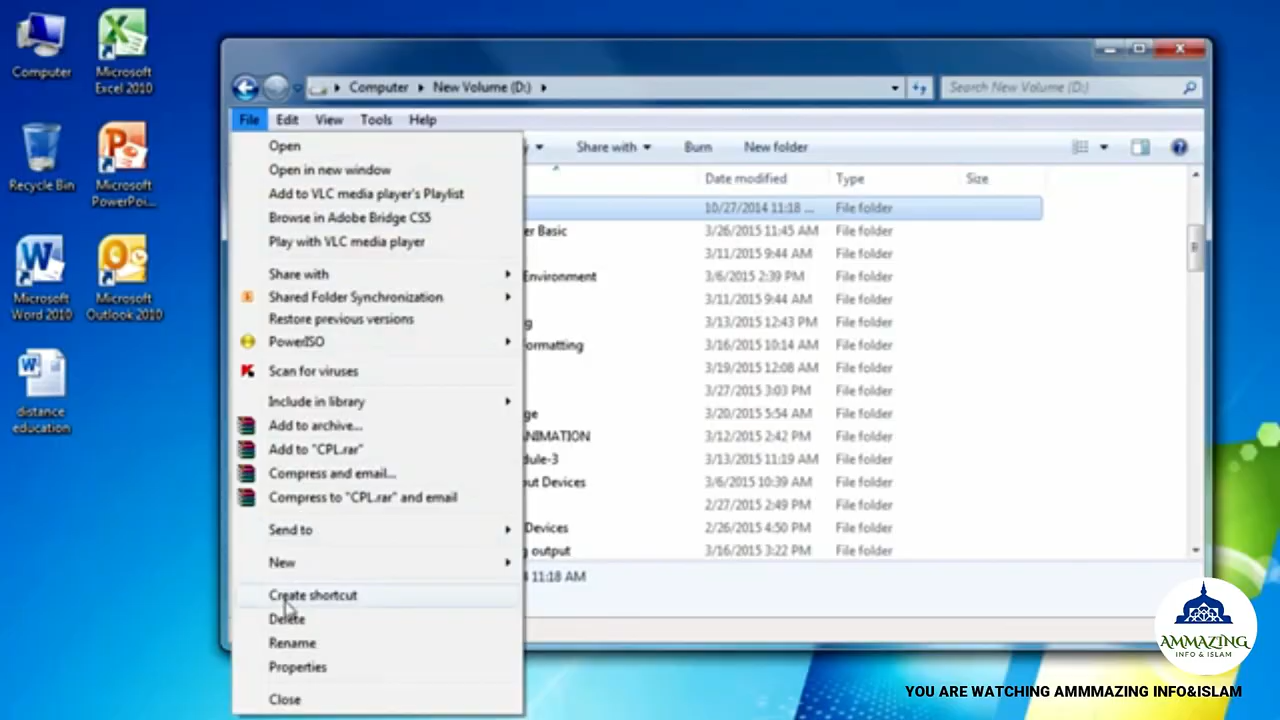 Computer
Microsoft
Excel 2010
Recycle Bin
Microsoft
PowerPoi...
Microsoft
Word 2010
Microsoft
Outlook 2010
distance
education
Computer
New Volume (D:)
Search New Volume (D:)
File Edit View Tools Help
Share with Burn New folder
Open
Open in new window
Add to VLC media player's Playlist
Browse in Adobe Bridge CS5
Play with VLC media player
Share with
Shared Folder Synchronization
Restore previous versions
PowerISO
Scan for viruses
Include in library
Add to archive...
Add to "CPL.rar"
Compress and email...
Compress to "CPL.rar" and email
Send to
New
Create shortcut
Delete
Rename
Properties
Close
Date modified Type Size
10/27/2014 11:18 ... File folder
er Basic 3/26/2015 11:45 AM File folder
3/11/2015 9:44 AM File folder
Environment 3/6/2015 2:39 PM File folder
3/11/2015 9:44 AM File folder
g 3/13/2015 12:43 PM File folder
ormatting 3/16/2015 10:14 AM File folder
3/19/2015 12:08 AM File folder
3/27/2015 3:03 PM File folder
ge 3/20/2015 5:54 AM File folder
NIMATION 3/12/2015 2:42 PM File folder
dule-3 3/13/2015 11:19 AM File folder
out Devices 3/6/2015 10:39 AM File folder
2/27/2015 2:49 PM File folder
Devices 2/26/2015 4:50 PM File folder
g output 3/16/2015 3:22 PM File folder
11:18 AM
AMMAZING
INFO & ISLAM
YOU ARE WATCHING AMMMAZING INFO&ISLAM